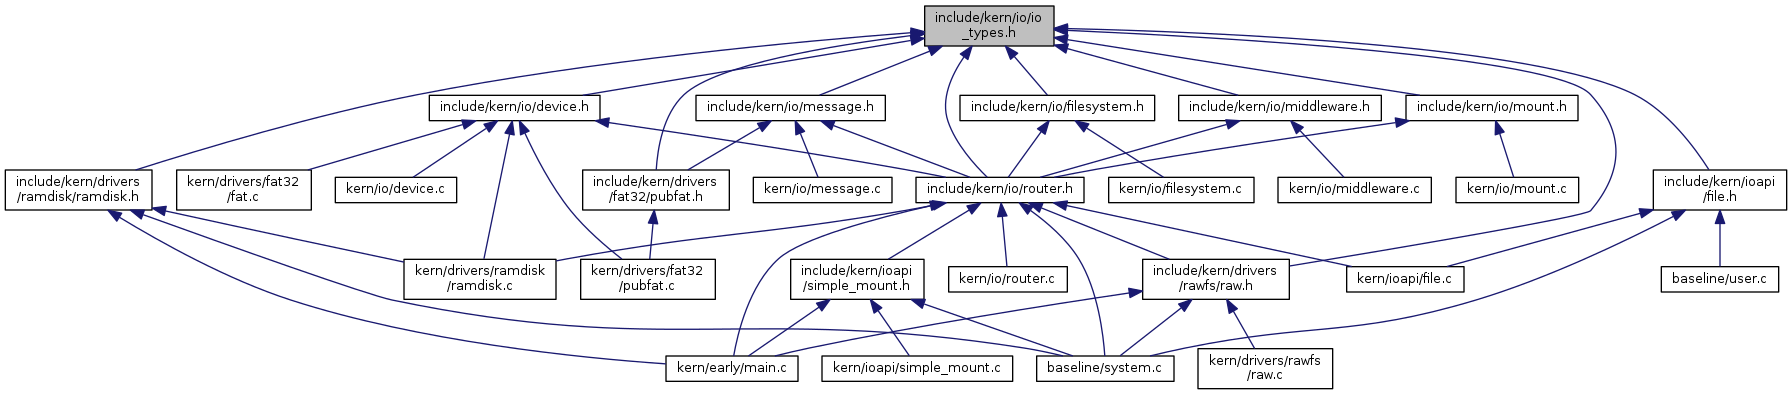 include/kern/io/io
_types.h
include/kern/io/device.h
include/kern/io/message.h
include/kern/io/filesystem.h
include/kern/io/middleware.h
include/kern/io/mount.h
include/kern/drivers
/ramdisk/ramdisk.h
kern/drivers/fat32
/fat.c
kern/io/device.c
include/kern/drivers
/fat32/pubfat.h
kern/io/message.c
include/kern/io/router.h
kern/io/filesystem.c
kern/io/middleware.c
kern/io/mount.c
include/kern/ioapi
/file.h
kern/drivers/ramdisk
/ramdisk.c
kern/drivers/fat32
/pubfat.c
include/kern/ioapi
/simple_mount.h
kern/io/router.c
include/kern/drivers
/rawfs/raw.h
kern/ioapi/file.c
baseline/user.c
kern/early/main.c
kern/ioapi/simple_mount.c
baseline/system.c
kern/drivers/rawfs
/raw.c